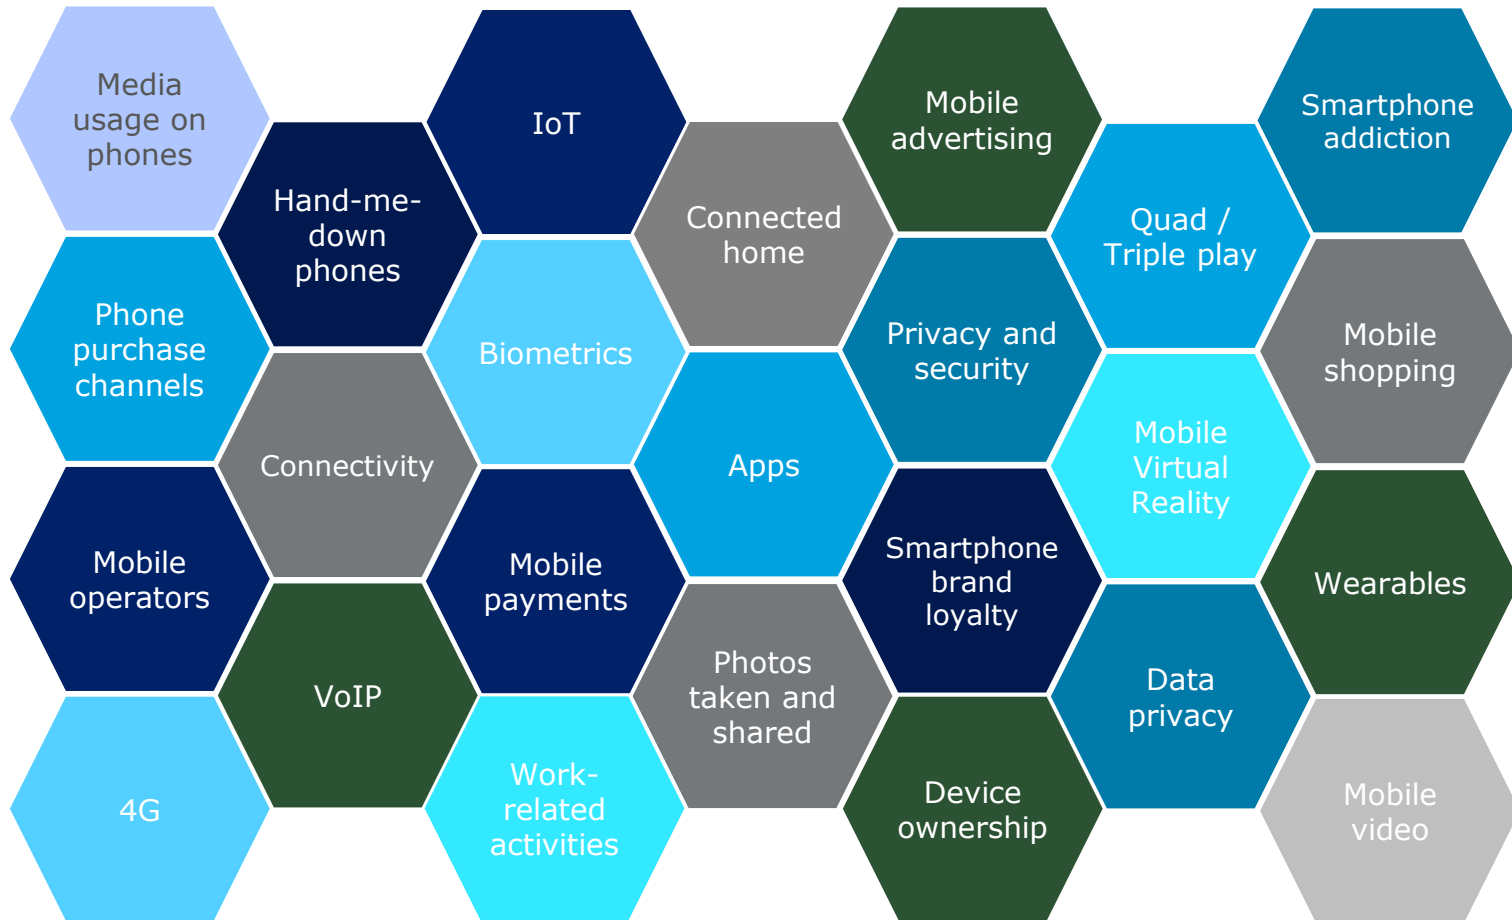 Media
usage on
phones
IoT
Mobile
advertising
Smartphone
addiction
Hand-me-
down
phones
Connected
home
Quad /
Triple play
Phone
purchase
channels
Biometrics
Privacy and
security
Mobile
shopping
Connectivity
Apps
Mobile
Virtual
Reality
Mobile
operators
Mobile
payments
Smartphone
brand
loyalty
Wearables
VoIP
Photos
taken and
shared
Data
privacy
4G
Work-
related
activities
Device
ownership
Mobile
video